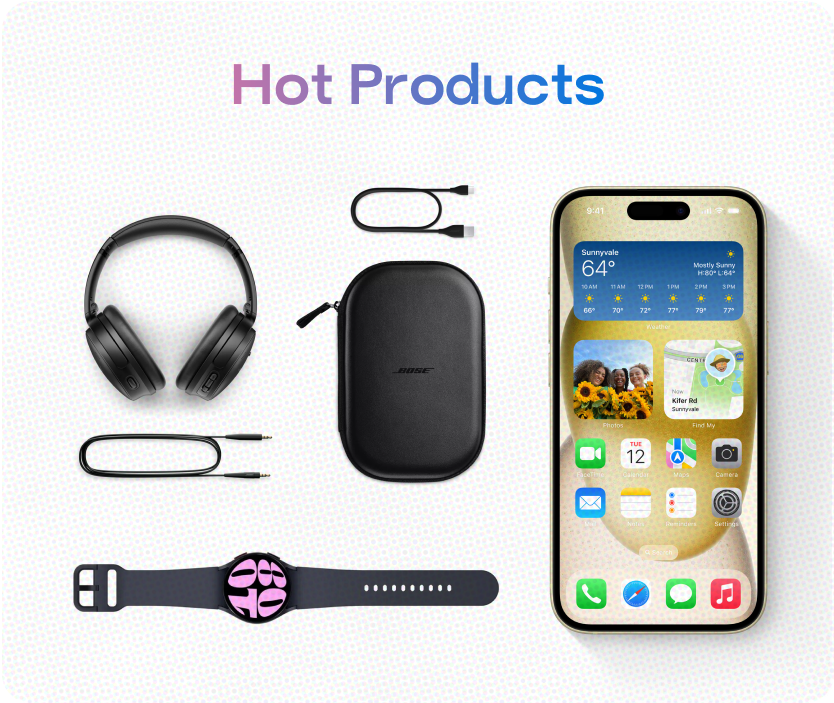 Hot Products
BOSE
9:41
Sunnyvale
64°
Mostly Sunny
H:80° L:64°
10 AM 11 AM 12 PM 1 PM 2 PM 3 PM
66° 70° 72° 77° 79° 77°
Weather
Now
Kifer Rd
Sunnyvale
Photos Find My
TUE
12
FaceTime Calendar Maps Camera
Notes Reminders Settings
08